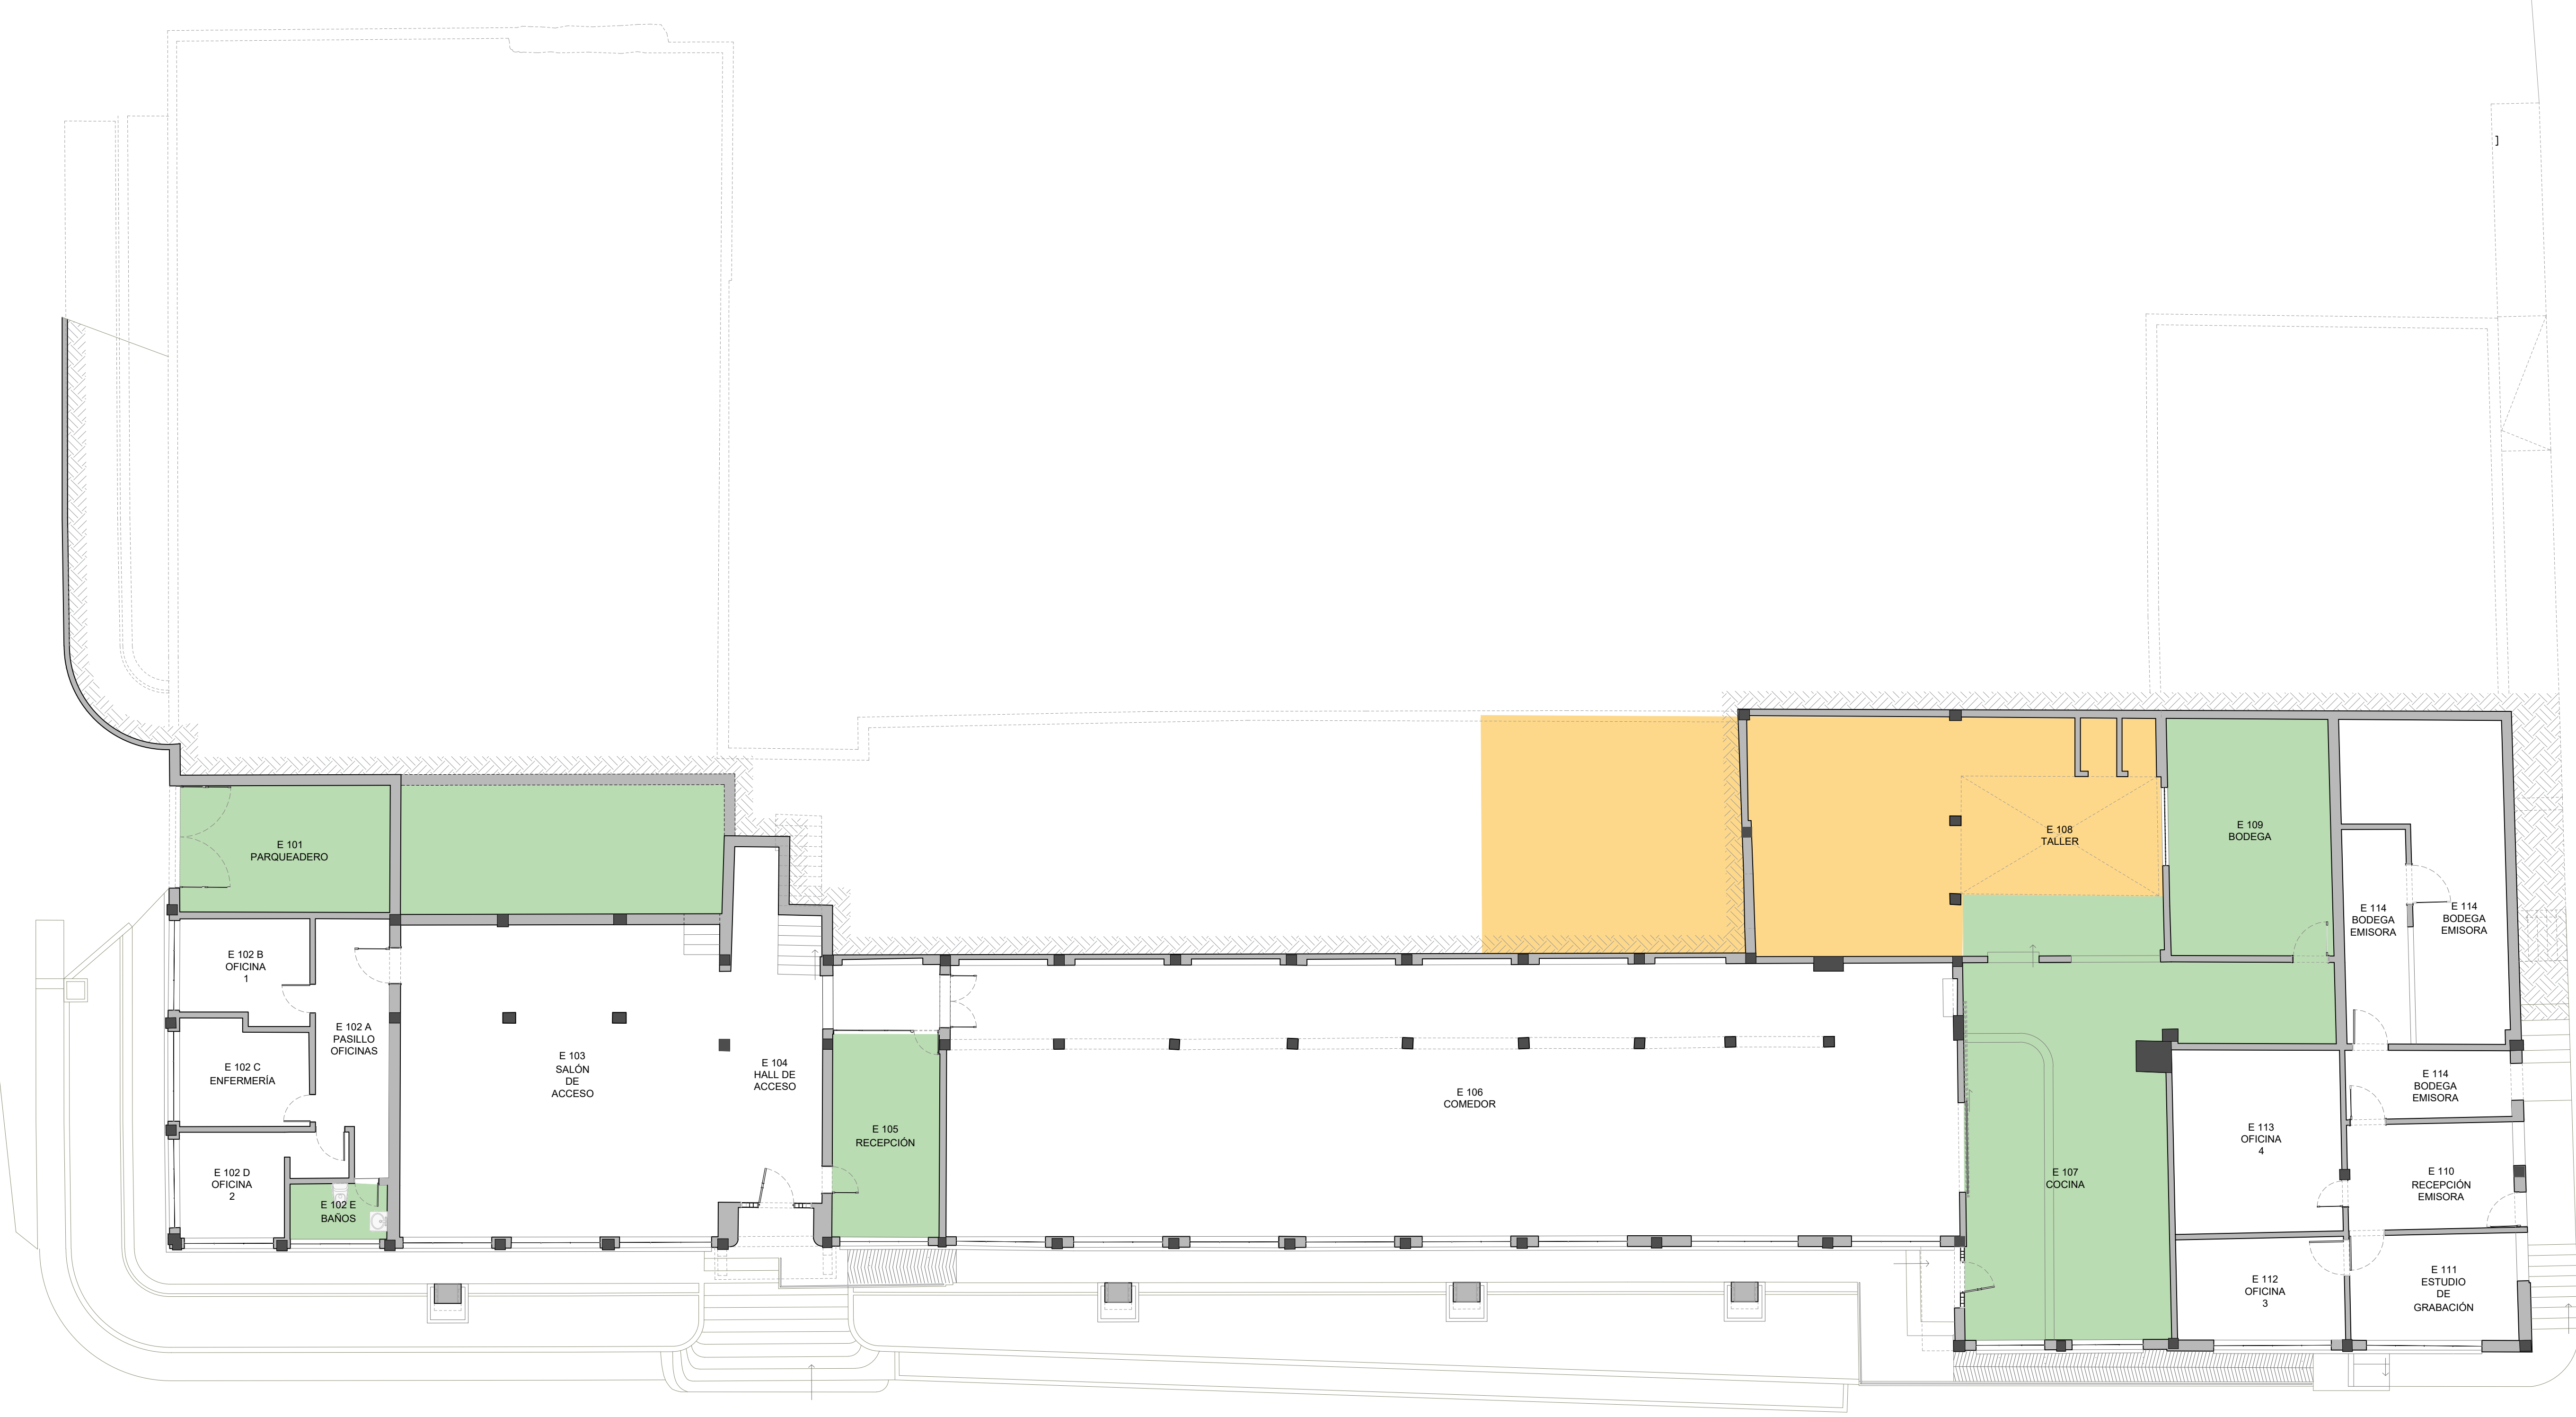 ]
E 101
PARQUEADERO
E 102 B
OFICINA
1
E 102 A
PASILLO
OFICINAS
E 102 C
ENFERMERÍA
E 102 D
OFICINA
2
E 102 E
BAÑOS
E 103
SALÓN
DE
ACCESO
E 104
HALL DE
ACCESO
E 105
RECEPCIÓN
E 106
COMEDOR
E 108
TALLER
E 109
BODEGA
E 107
COCINA
E 114
BODEGA
EMISORA
E 114
BODEGA
EMISORA
E 114
BODEGA
EMISORA
E 113
OFICINA
4
E 110
RECEPCIÓN
EMISORA
E 112
OFICINA
3
E 111
ESTUDIO
DE
GRABACIÓN